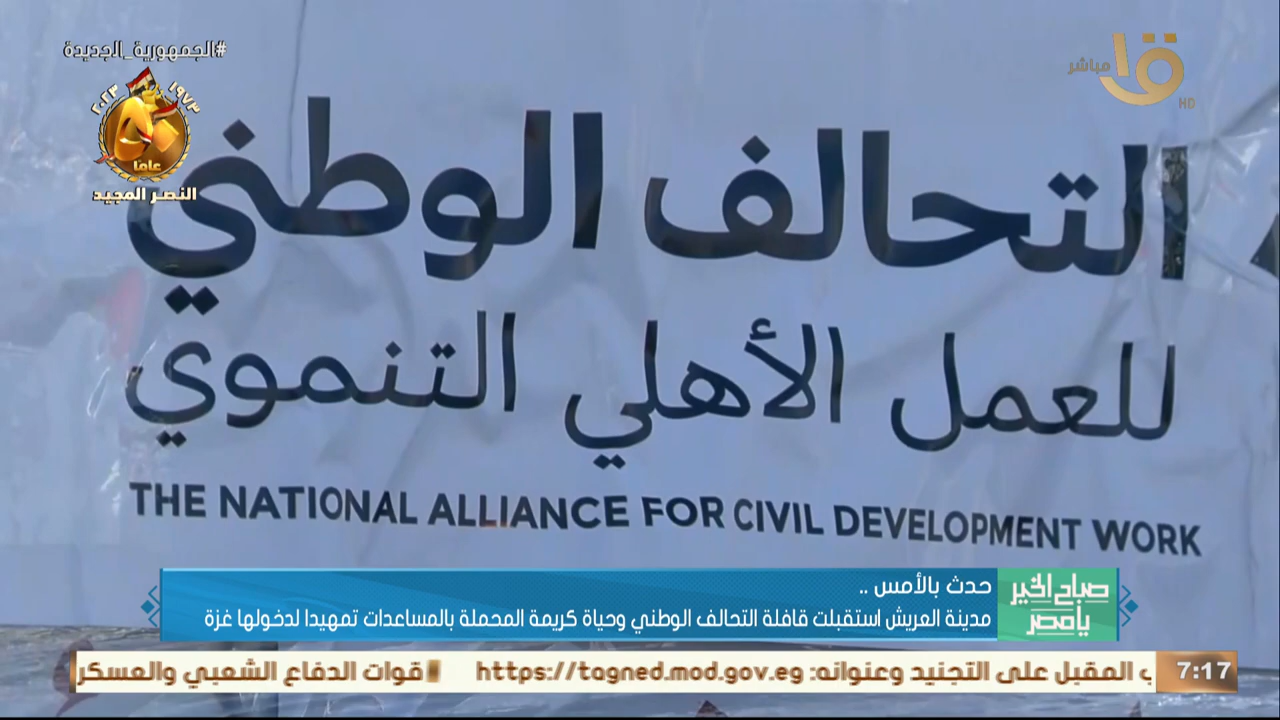 #الجمهورية_الجديدة
مباشر
HD
١٩٧٣
٢٠٢٣
٥٠
عاما
النصر المجيد
التحالف الوطني
للعمل الأهلي التنموي
THE NATIONAL ALLIANCE FOR CIVIL DEVELOPMENT WORK
صباح الخير
يا مصر
حدث بالأمس ..
مدينة العريش استقبلت قافلة التحالف الوطني وحياة كريمة المحملة بالمساعدات تمهيدا لدخولها غزة
7:17
ب المقبل على التجنيد وعنوانه: https://tagned.mod.gov.eg ∎ قوات الدفاع الشعبي والعسكر